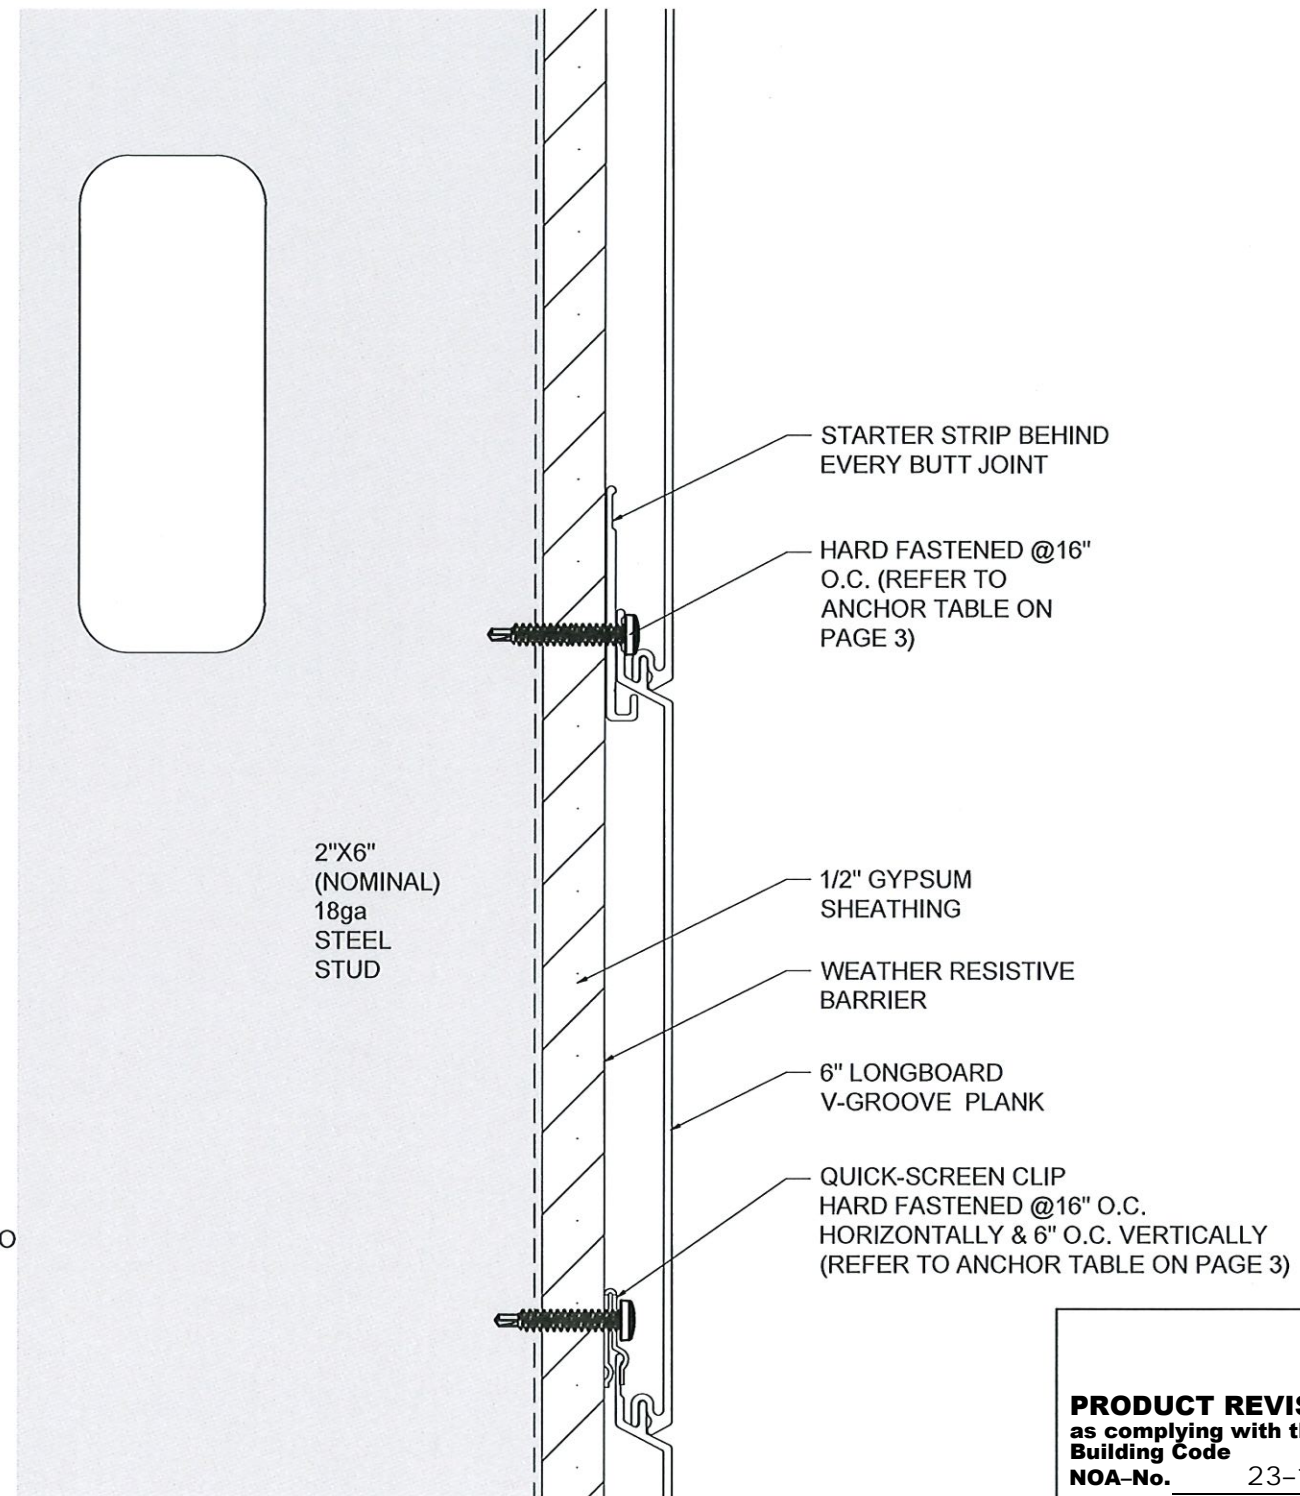 STARTER STRIP BEHIND
EVERY BUTT JOINT
HARD FASTENED @16"
O.C. (REFER TO
ANCHOR TABLE ON
PAGE 3)
2"X6"
(NOMINAL)
18ga
STEEL
STUD
1/2" GYPSUM
SHEATHING
WEATHER RESISTIVE
BARRIER
6" LONGBOARD
V-GROOVE PLANK
QUICK-SCREEN CLIP
HARD FASTENED @16" O.C.
HORIZONTALLY & 6" O.C. VERTICALLY
(REFER TO ANCHOR TABLE ON PAGE 3)
O
PRODUCT REVIS
as complying with th
Building Code
NOA-No. 23-1